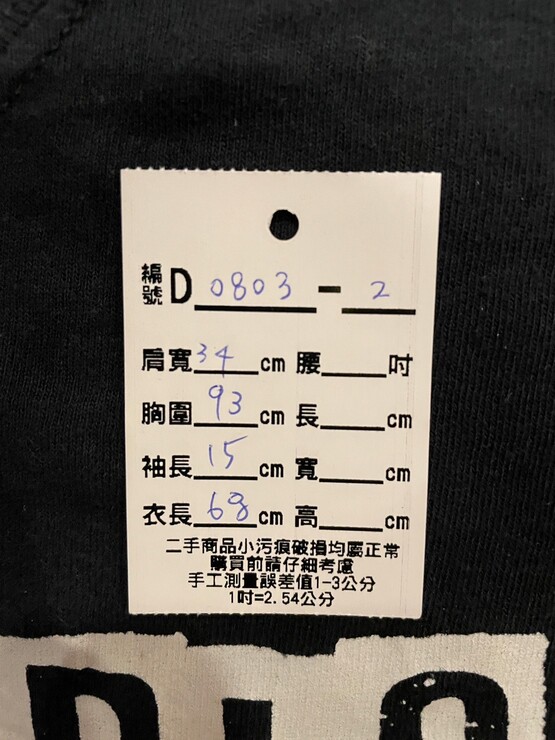 編號 D 0803 - 2
肩寬 34 cm 腰 吋
胸圍 93 cm 長 cm
袖長 15 cm 寬 cm
衣長 68 cm 高 cm
二手商品小污痕破損均屬正常
購買前請仔細考慮
手工測量誤差值1-3公分
1吋=2.54公分